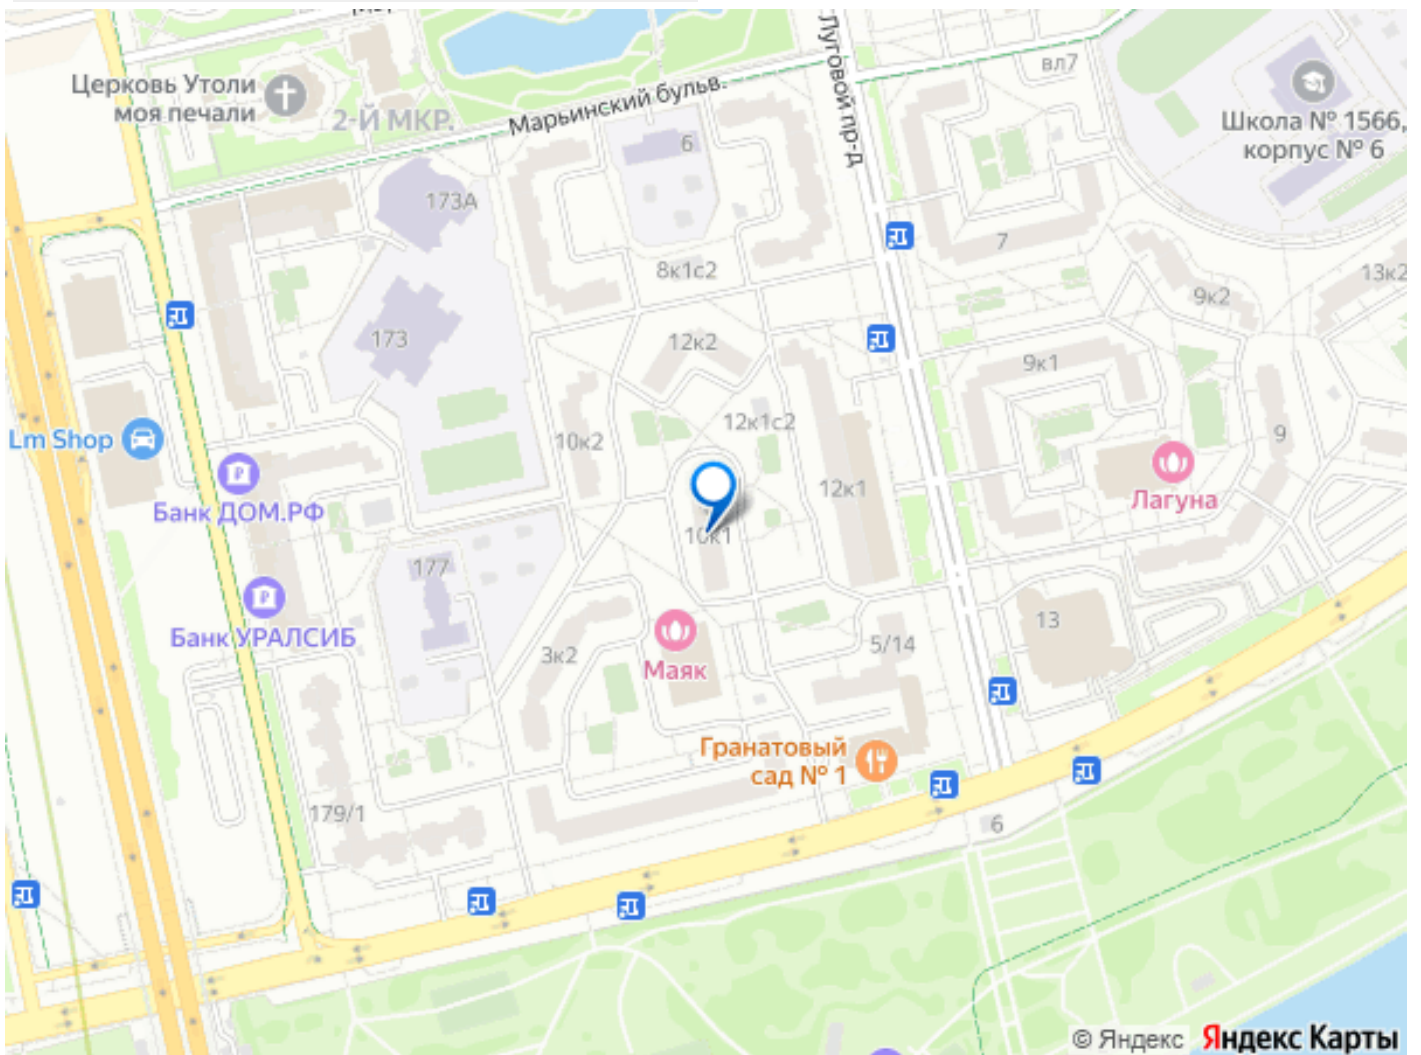 Церковь Утоли
моя печали
2-Й МКР.
Марьинский бульв.
Луговой пр-д
вл7
Школа № 1566,
корпус № 6
6
173А
7
8к1с2
13к2
9к2
173
12к2
9к1
12к1с2
10к2
9
Lm Shop
12к1
Лагуна
Банк ДОМ.РФ
10к1
177
Банк УРАЛСИБ
13
5/14
3к2
Маяк
Гранатовый
сад № 1
179/1
6
© Яндекс Яндекс Карты